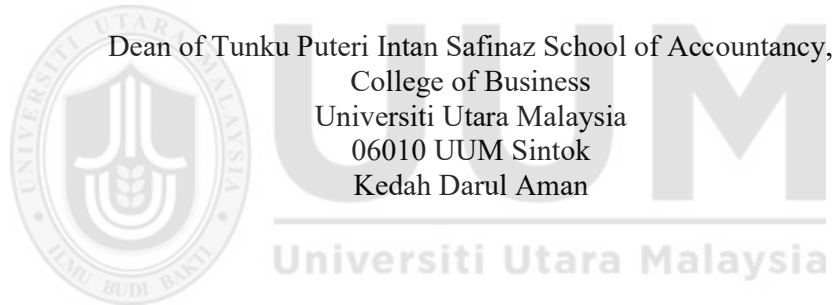 Dean of Tunku Puteri Intan Safinaz School of Accountancy,
College of Business
Universiti Utara Malaysia
06010 UUM Sintok
Kedah Darul Aman
UNIVERSITI UTARA MALAYSIA
ILMU BUDI BAKTI
UUM
Universiti Utara Malaysia